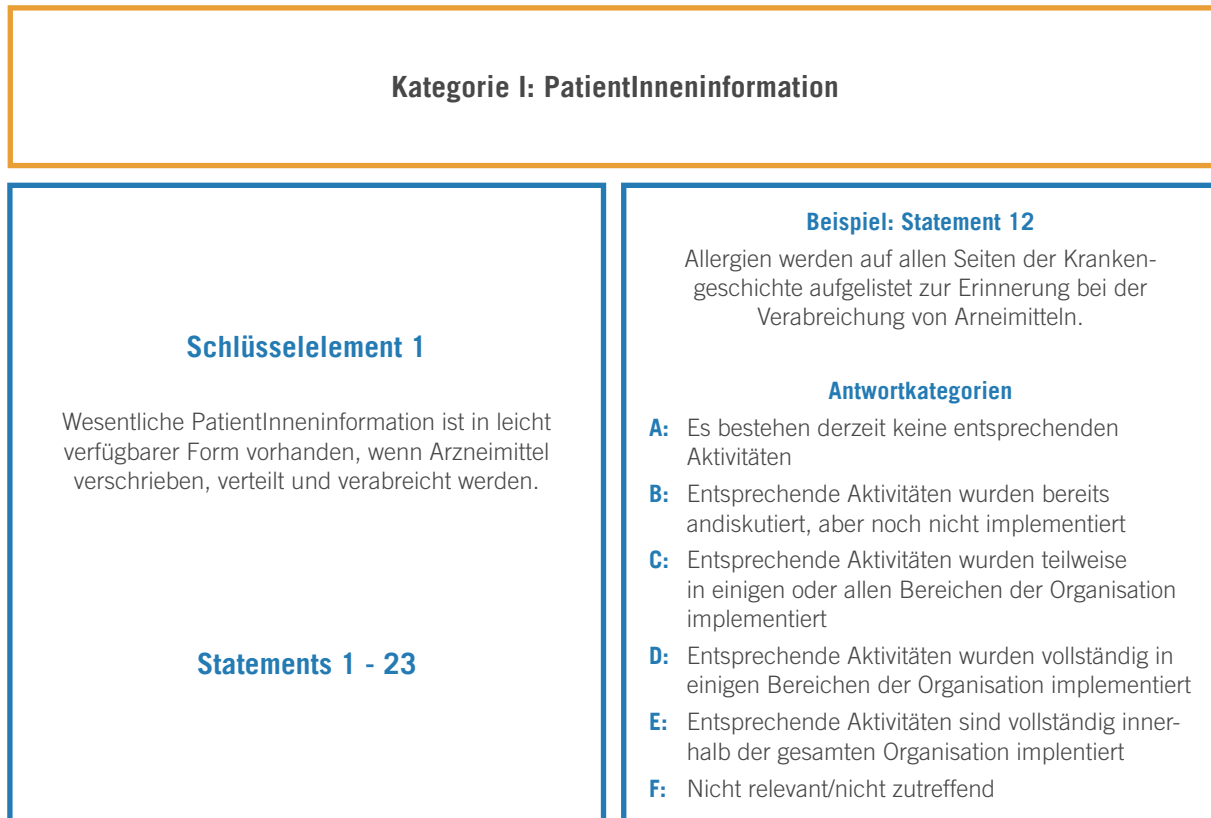 Kategorie I: PatientInneninformation
Schlüsselelement 1
Wesentliche PatientInneninformation ist in leicht
verfügbarer Form vorhanden, wenn Arzneimittel
verschrieben, verteilt und verabreicht werden.
Statements 1 - 23
Beispiel: Statement 12
Allergien werden auf allen Seiten der Kranken-
geschichte aufgelistet zur Erinnerung bei der
Verabreichung von Arneimitteln.
Antwortkategorien
A: Es bestehen derzeit keine entsprechenden
Aktivitäten
B: Entsprechende Aktivitäten wurden bereits
andiskutiert, aber noch nicht implementiert
C: Entsprechende Aktivitäten wurden teilweise
in einigen oder allen Bereichen der Organisation
implementiert
D: Entsprechende Aktivitäten wurden vollständig in
einigen Bereichen der Organisation implementiert
E: Entsprechende Aktivitäten sind vollständig inner-
halb der gesamten Organisation implentiert
F: Nicht relevant/nicht zutreffend